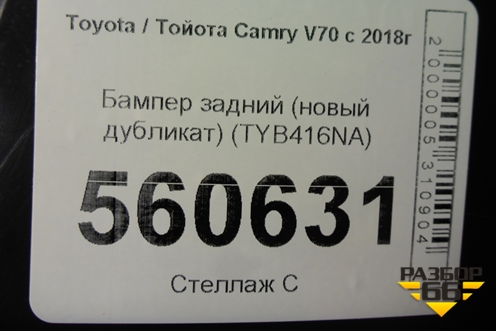 Toyota / Тойота Camry V70 с 2018г
Бампер задний (новый
дубликат) (TYB416NA)
560631
Стеллаж С
2000005310904
РАЗБОР
66